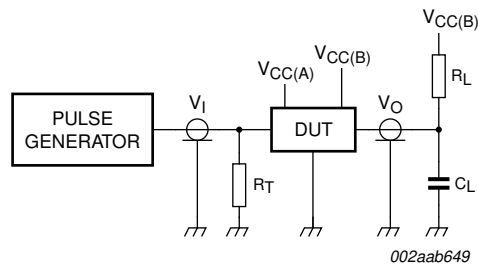 VCC(B)
VCC(A)
VCC(B)
RL
VI
VO
PULSE
GENERATOR
DUT
RT
CL
002aab649